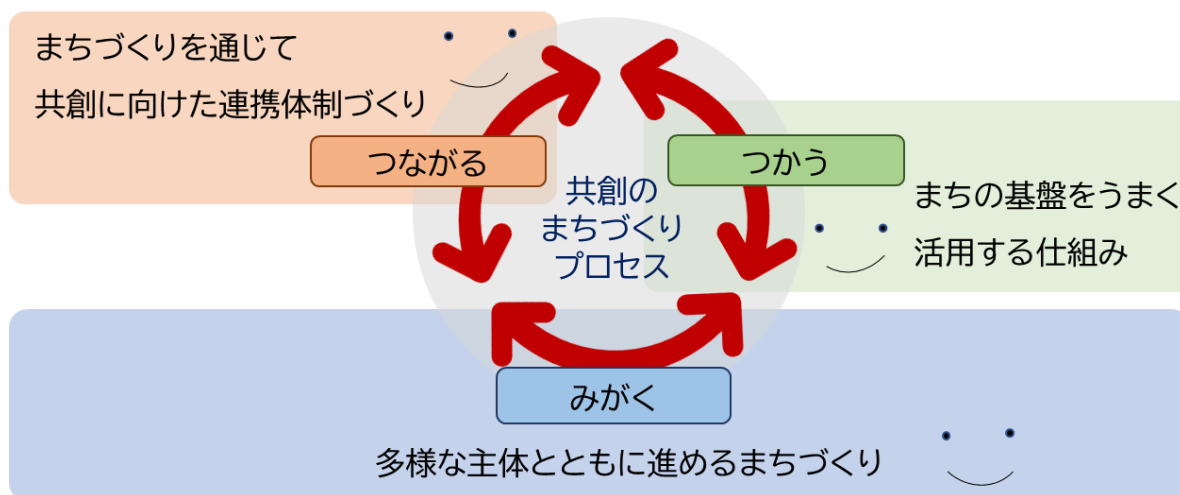 まちづくりを通じて
共創に向けた連携体制づくり
つながる
つかう
まちの基盤をうまく
活用する仕組み
共創の
まちづくり
プロセス
みがく
多様な主体とともに進めるまちづくり